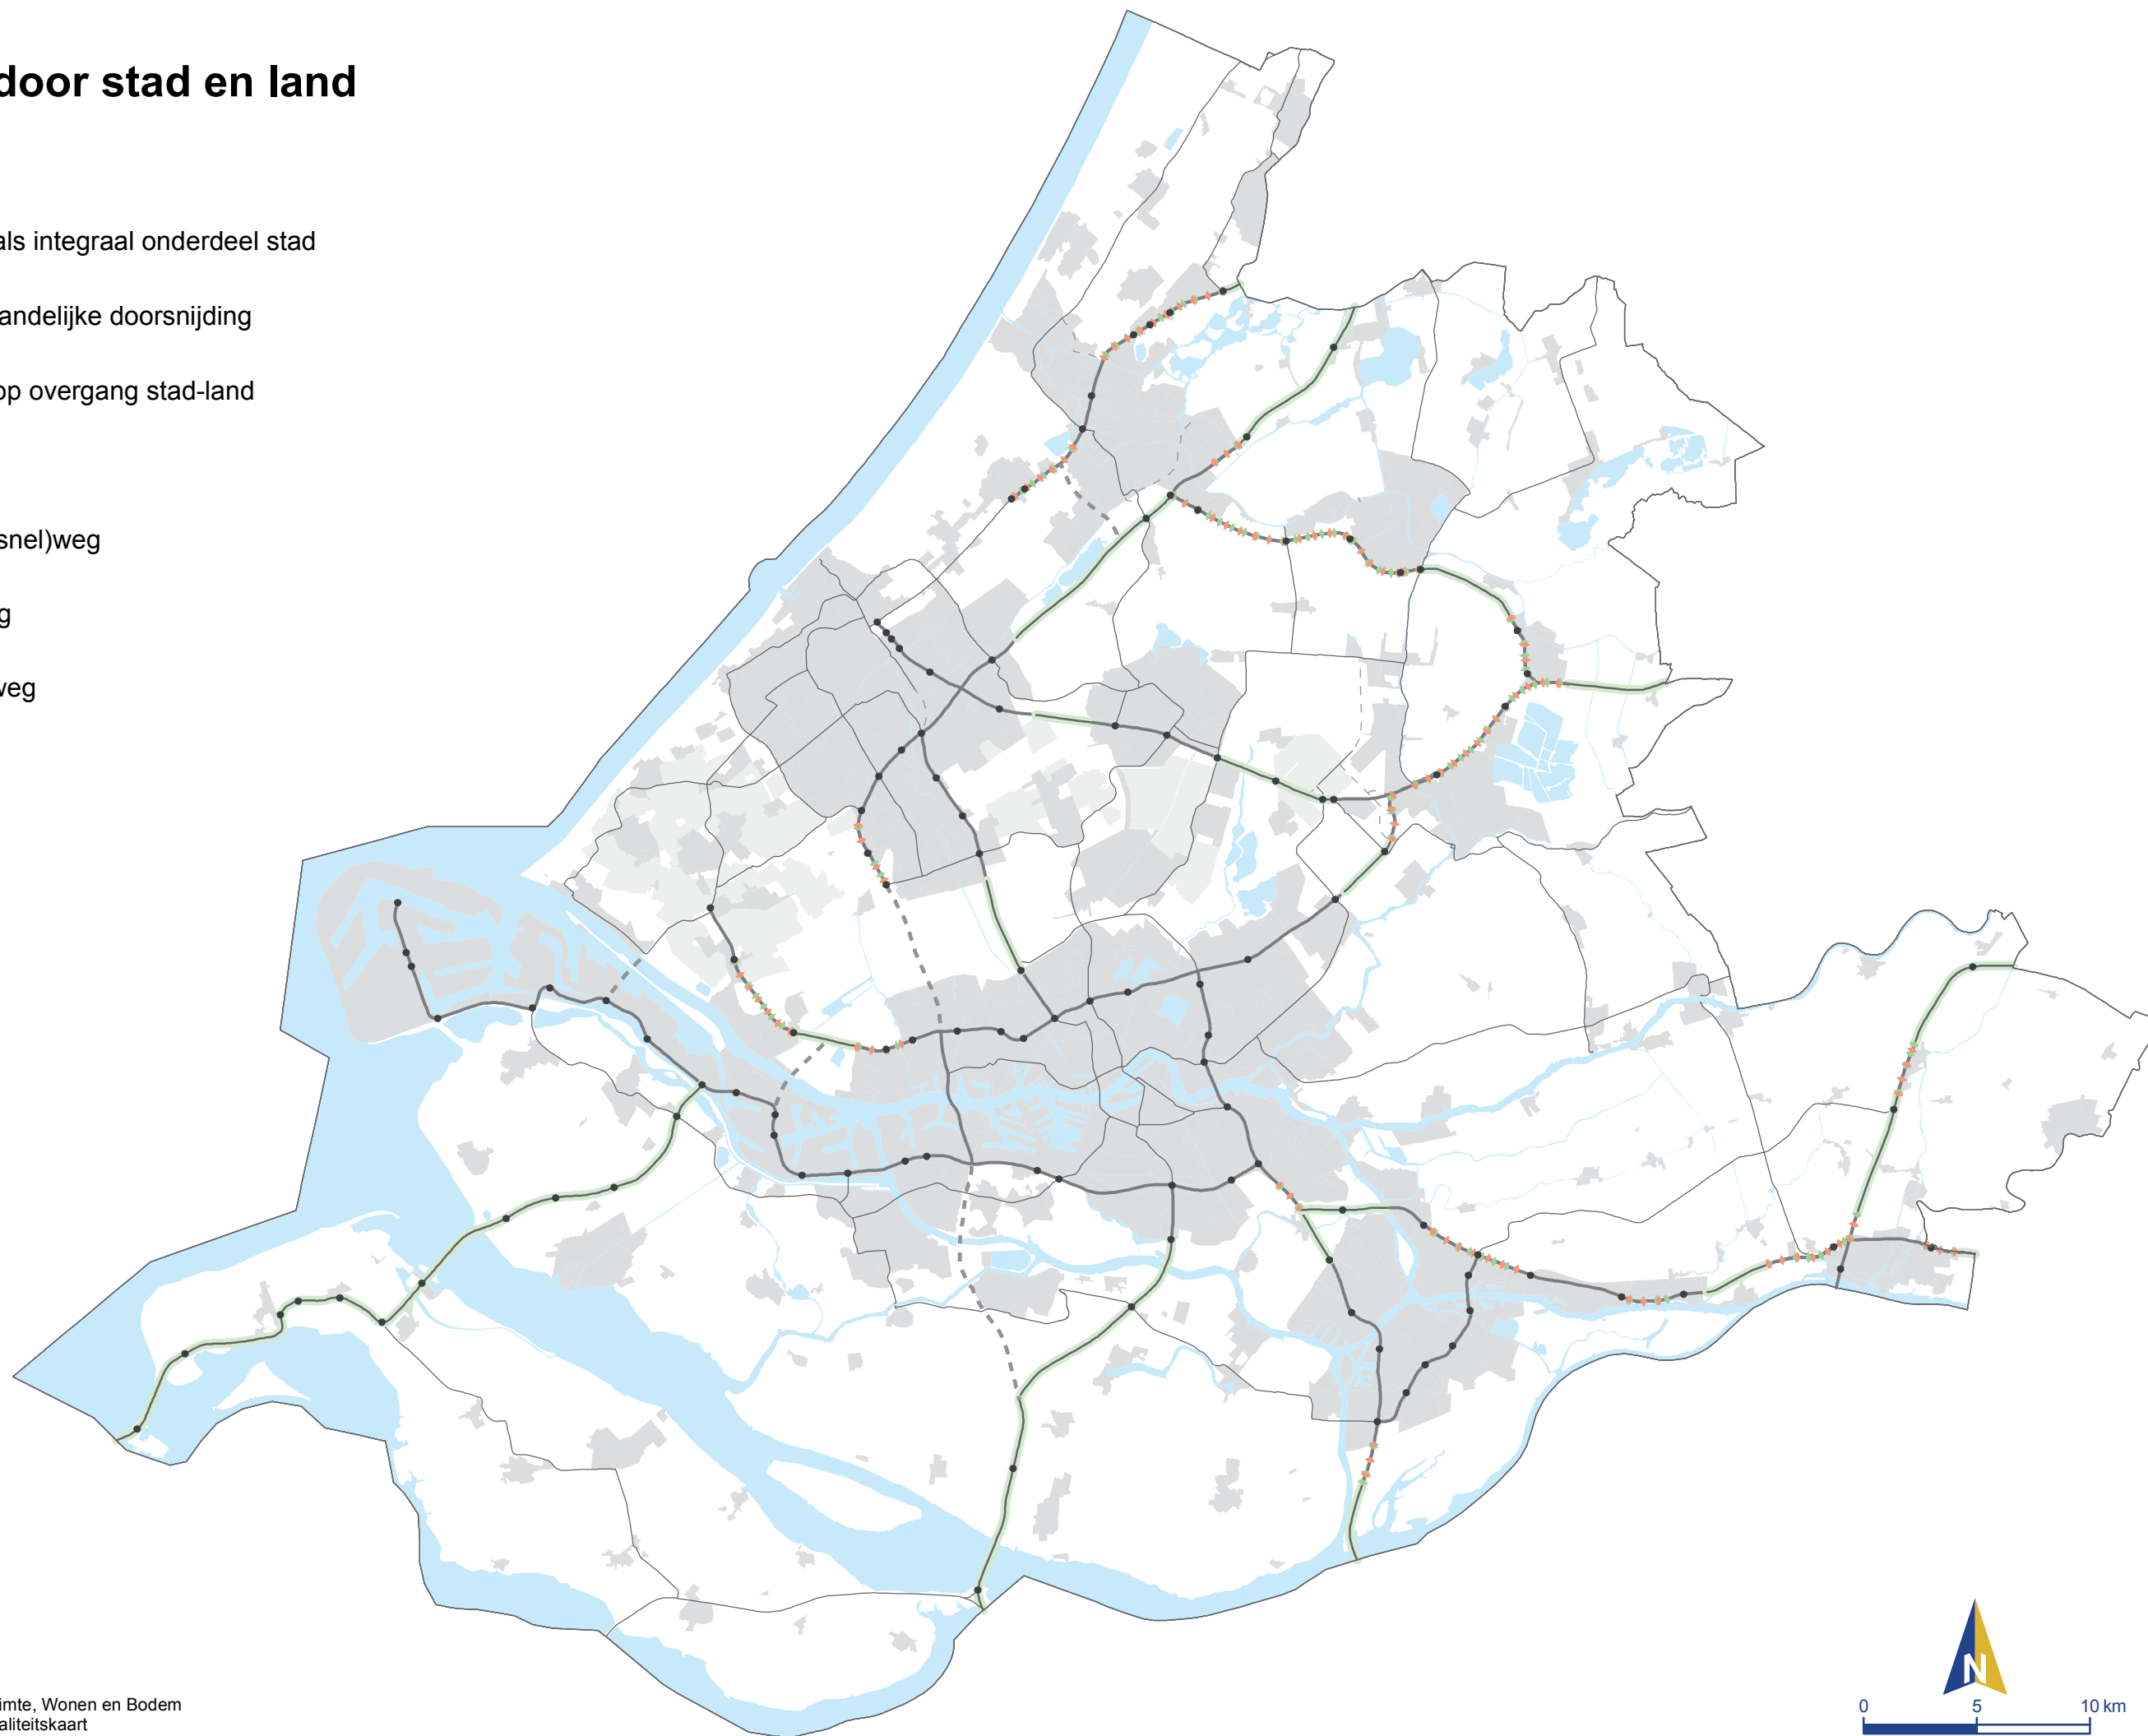 door stad en land
als integraal onderdeel stad
andelijke doorsnijding
op overgang stad-land
snel)weg
g
weg
imte, Wonen en Bodem
aliteitskaart
N
0 5 10 km